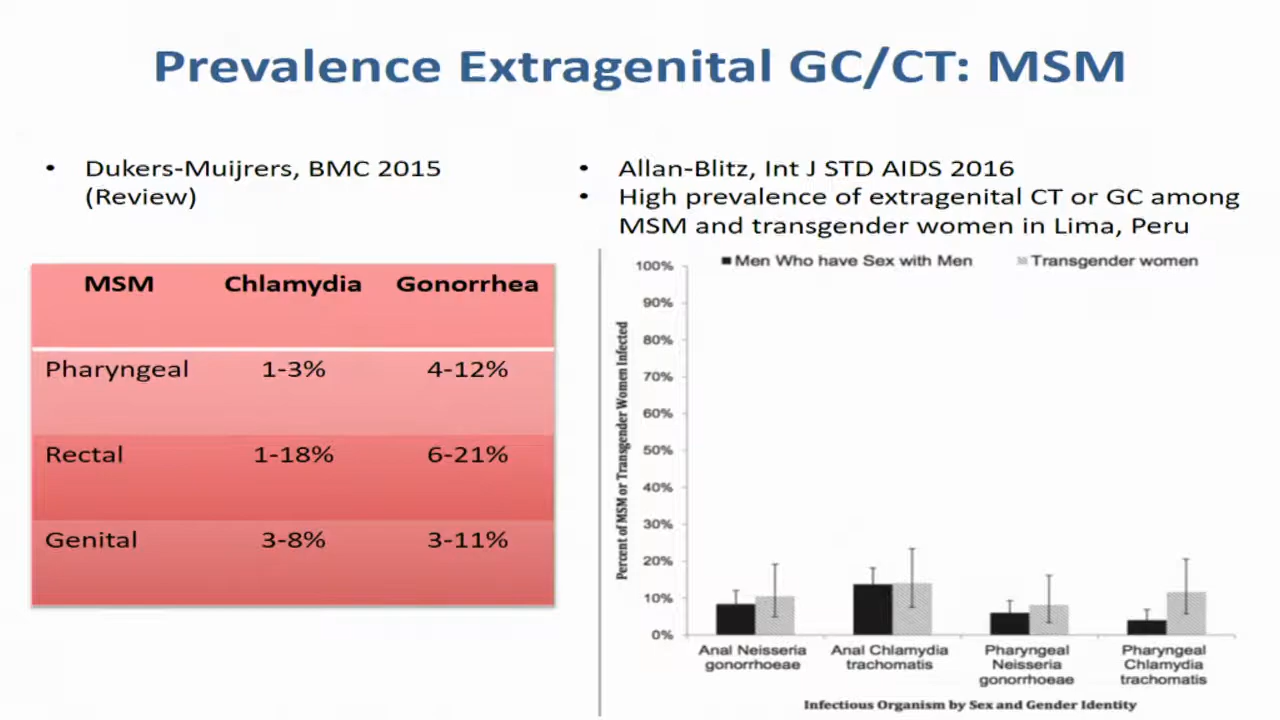 Prevalence Extragenital GC/CT: MSM
• Dukers-Muijrers, BMC 2015
(Review)
MSM Chlamydia Gonorrhea
Pharyngeal 1-3% 4-12%
Rectal 1-18% 6-21%
Genital 3-8% 3-11%
• Allan-Blitz, Int J STD AIDS 2016
• High prevalence of extragenital CT or GC among
MSM and transgender women in Lima, Peru
Men Who have Sex with Men Transgender women
Percent of MSM or Transgender Women Infected
100%
90%
80%
70%
60%
50%
40%
30%
20%
10%
0%
Anal Neisseria
gonorrhoeae
Anal Chlamydia
trachomatis
Pharyngeal
Neisseria
gonorrhoeae
Pharyngeal
Chlamydia
trachomatis
Infectious Organism by Sex and Gender Identity